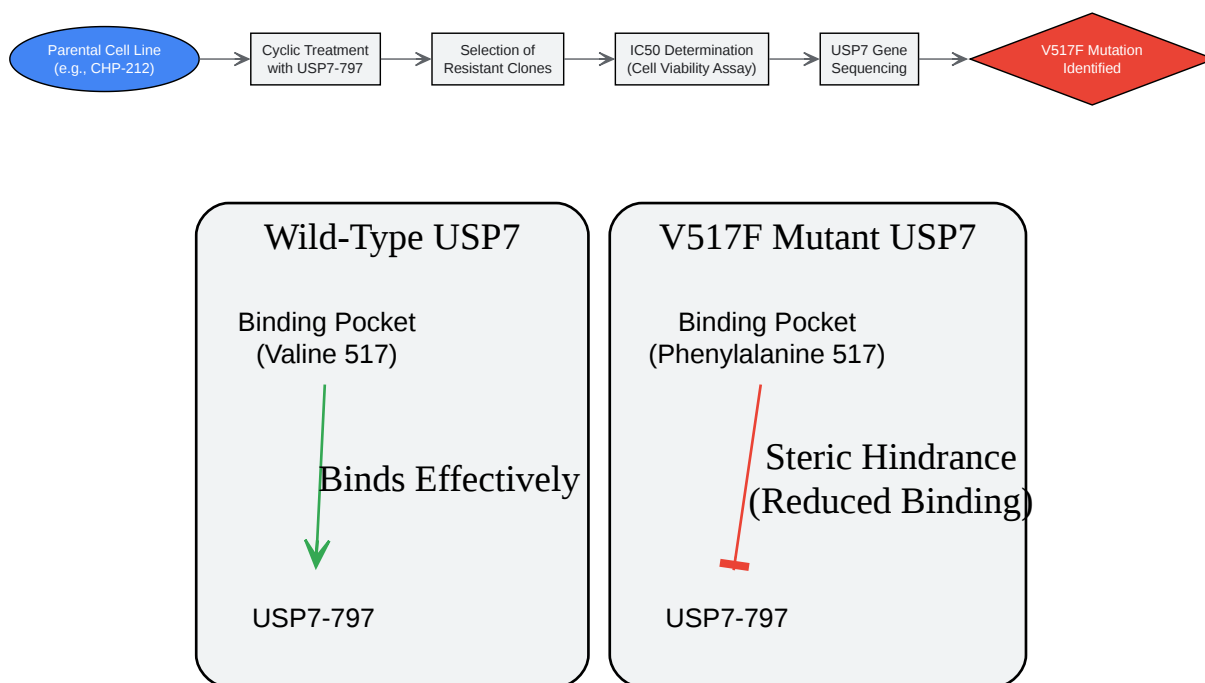 Parental Cell Line
(e.g., CHP-212)
Cyclic Treatment
with USP7-797
Selection of
Resistant Clones
IC50 Determination
(Cell Viability Assay)
USP7 Gene
Sequencing
V517F Mutation
Identified
Wild-Type USP7
Binding Pocket
(Valine 517)
Binds Effectively
USP7-797
V517F Mutant USP7
Binding Pocket
(Phenylalanine 517)
Steric Hindrance
(Reduced Binding)
USP7-797